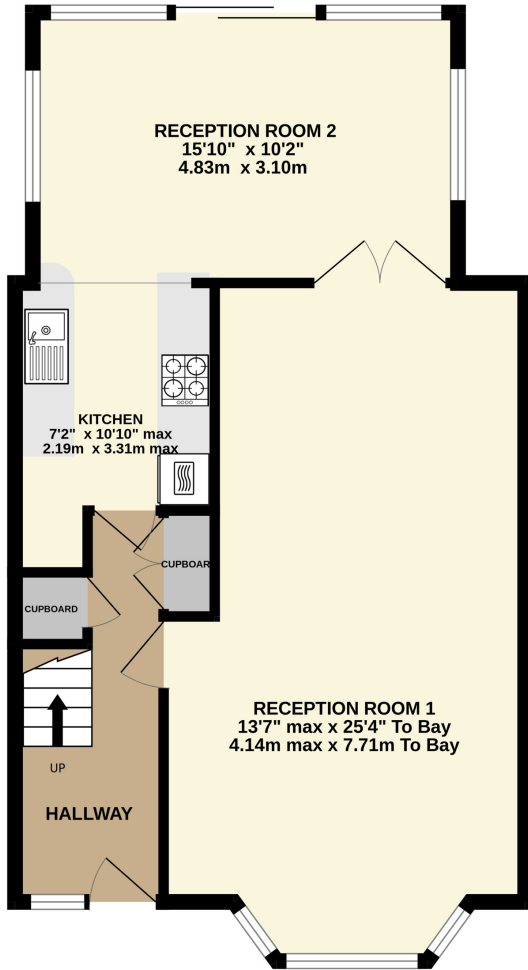 RECEPTION ROOM 2
15'10" x 10'2"
4.83m x 3.10m
KITCHEN
7'2" x 10'10" max
2.19m x 3.31m max
CUPBOAR
CUPBOARD
RECEPTION ROOM 1
13'7" max x 25'4" To Bay
4.14m max x 7.71m To Bay
UP
HALLWAY